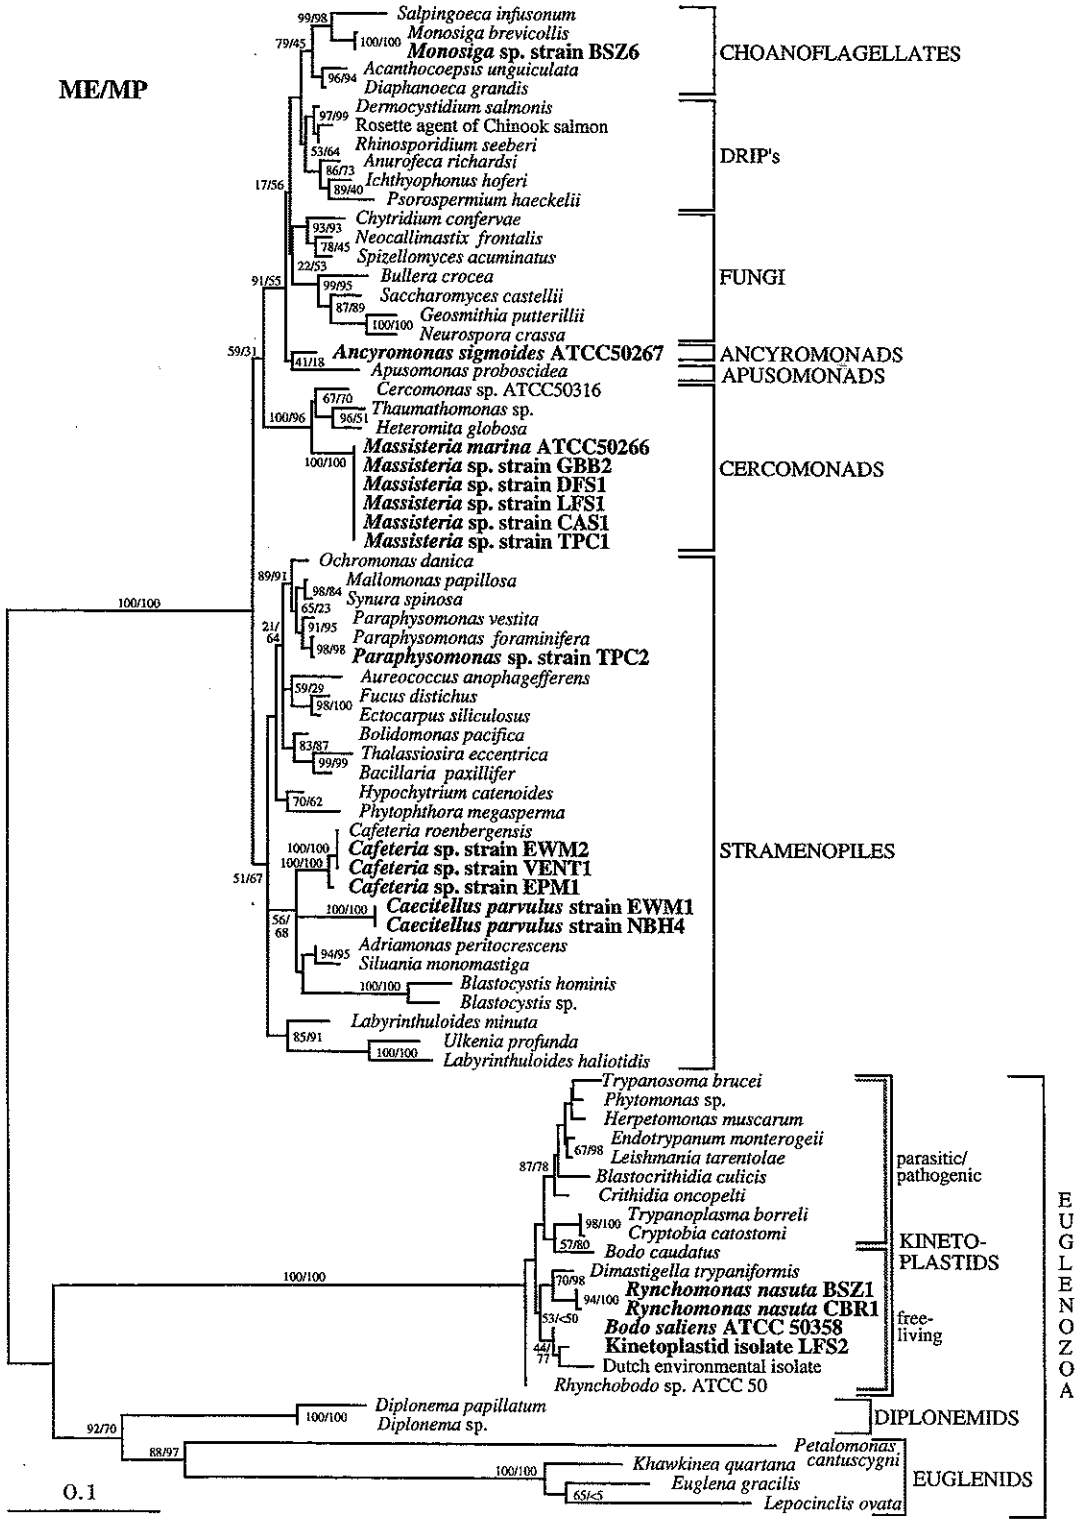 ME/MP
99/98
Salpingoeca infusonum
79/45
Monosiga brevicollis
100/100
Monosiga sp. strain BSZ6
CHOANOFLAGELLATES
Acanthocoepsis unguiculata
96/94
Diaphanoeca grandis
Dermocystidium salmonis
97/99
Rosette agent of Chinook salmon
Rhinosporidium seeberi
53/64
Anurofeca richardsi
DRIP's
86/73
Ichthyophonus hoferi
17/56
89/40
Psorospermium haeckelii
Chytridium confervae
93/93
Neocallimastix frontalis
78/45
Spizellomyces acuminatus
22/53
Bullera crocea
FUNGI
91/55
99/95
Saccharomyces castellii
87/89
Geosmithia putterillii
100/100
Neurospora crassa
59/31
Ancyromonas sigmoides ATCC50267
ANCYROMONADS
41/18
Apusomonas proboscidea
APUSOMONADS
Cercomonas sp. ATCC50316
67/70
Thaumathomonas sp.
100/96
96/51
Heteromita globosa
Massisteria marina ATCC50266
100/100
Massisteria sp. strain GBB2
CERCOMONADS
Massisteria sp. strain DFS1
Massisteria sp. strain LFS1
Massisteria sp. strain CAS1
Massisteria sp. strain TPC1
Ochromonas danica
89/91
Mallomonas papillosa
98/84
Synura spinosa
100/100
65/23
Paraphysomonas vestita
91/95
21/
64
Paraphysomonas foraminifera
98/98
Paraphysomonas sp. strain TPC2
Aureococcus anophagefferens
59/29
Fucus distichus
98/100
Ectocarpus siliculosus
Bolidomonas pacifica
83/87
Thalassiosira eccentrica
99/99
Bacillaria paxillifer
Hypochytrium catenoides
70/62
Phytophthora megasperma
Cafeteria roenbergensis
100/100
Cafeteria sp. strain EWM2
STRAMENOPILES
100/100
Cafeteria sp. strain VENT1
51/67
Cafeteria sp. strain EPM1
Caecitellus parvulus strain EWM1
100/100
56/
68
Caecitellus parvulus strain NBH4
Adriamonas peritocrescens
94/95
Siluania monomastiga
Blastocystis hominis
100/100
Blastocystis sp.
Labyrinthuloides minuta
85/91
Ulkenia profunda
100/100
Labyrinthuloides haliotidis
Trypanosoma brucei
Phytomonas sp.
Herpetomonas muscarum
Endotrypanum monterogeii
67/98
Leishmania tarentolae
87/78
Blastocrithidia culicis
parasitic/
pathogenic
Crithidia oncopelti
Trypanoplasma borreli
98/100
Cryptobia catostomi
57/80
Bodo caudatus
KINETO-
PLASTIDS
100/100
Dimastigella trypaniformis
70/98
Rynchomonas nasuta BSZ1
94/100
Rynchomonas nasuta CBR1
53/<50
Bodo saliens ATCC 50358
free-
living
44/
77
Kinetoplastid isolate LFS2
Dutch environmental isolate
Rhynchobodo sp. ATCC 50
EUGLENOZOA
Diplonema papillatum
100/100
Diplonema sp.
DIPLONEMIDS
92/70
88/97
Petalomonas
cantuscygni
Khawkinea quartana
100/100
Euglena gracilis
EUGLENIDS
65/<5
Lepocinclis ovata
0.1